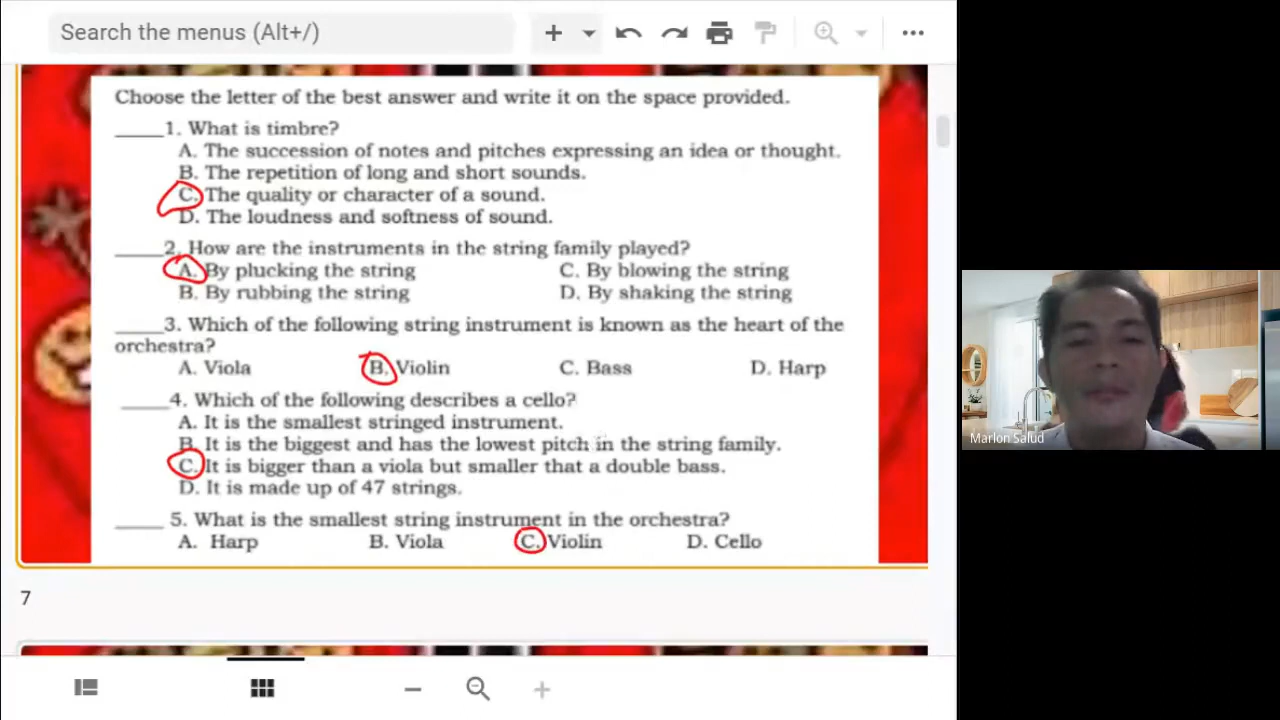 Search the menus (Alt+/)
Choose the letter of the best answer and write it on the space provided.
_____1. What is timbre?
A. The succession of notes and pitches expressing an idea or thought.
B. The repetition of long and short sounds.
C. The quality or character of a sound.
D. The loudness and softness of sound.
_____2. How are the instruments in the string family played?
A. By plucking the string C. By blowing the string
B. By rubbing the string D. By shaking the string
_____3. Which of the following string instrument is known as the heart of the
orchestra?
A. Viola B. Violin C. Bass D. Harp
_____4. Which of the following describes a cello?
A. It is the smallest stringed instrument.
B. It is the biggest and has the lowest pitch in the string family.
C. It is bigger than a viola but smaller that a double bass.
D. It is made up of 47 strings.
_____ 5. What is the smallest string instrument in the orchestra?
A. Harp B. Viola C. Violin D. Cello
7
Marlon Salud